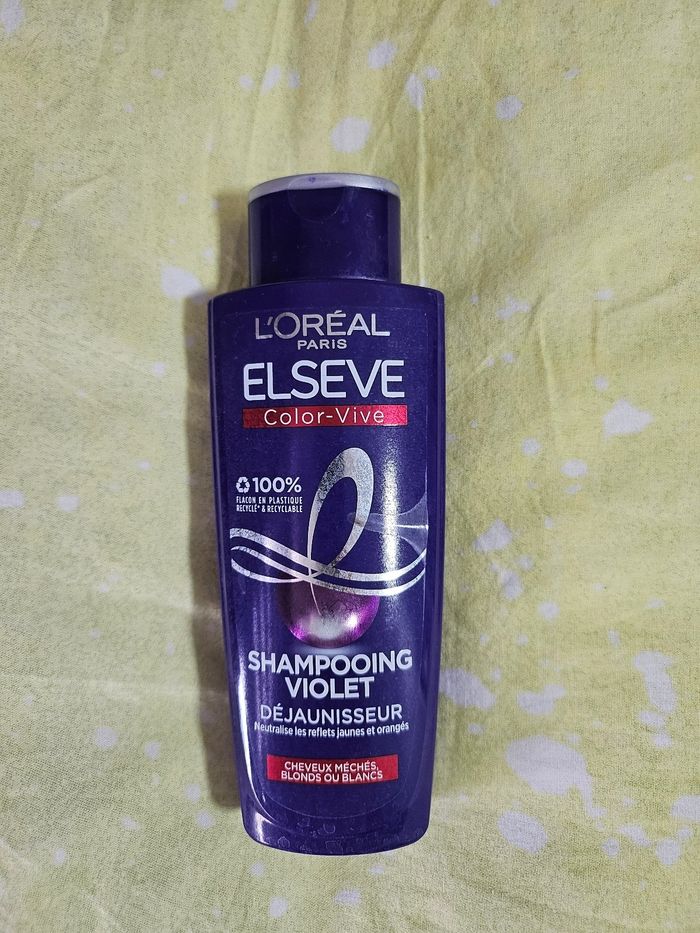 L'ORÉAL
PARIS
ELSEVE
Color-Vive
100%
FLACON EN PLASTIQUE
RECYCLÉ* & RECYCLABLE
SHAMPOOING
VIOLET
DÉJAUNISSEUR
Neutralise les reflets jaunes et orangés
CHEVEUX MÉCHÉS,
BLONDS OU BLANCS